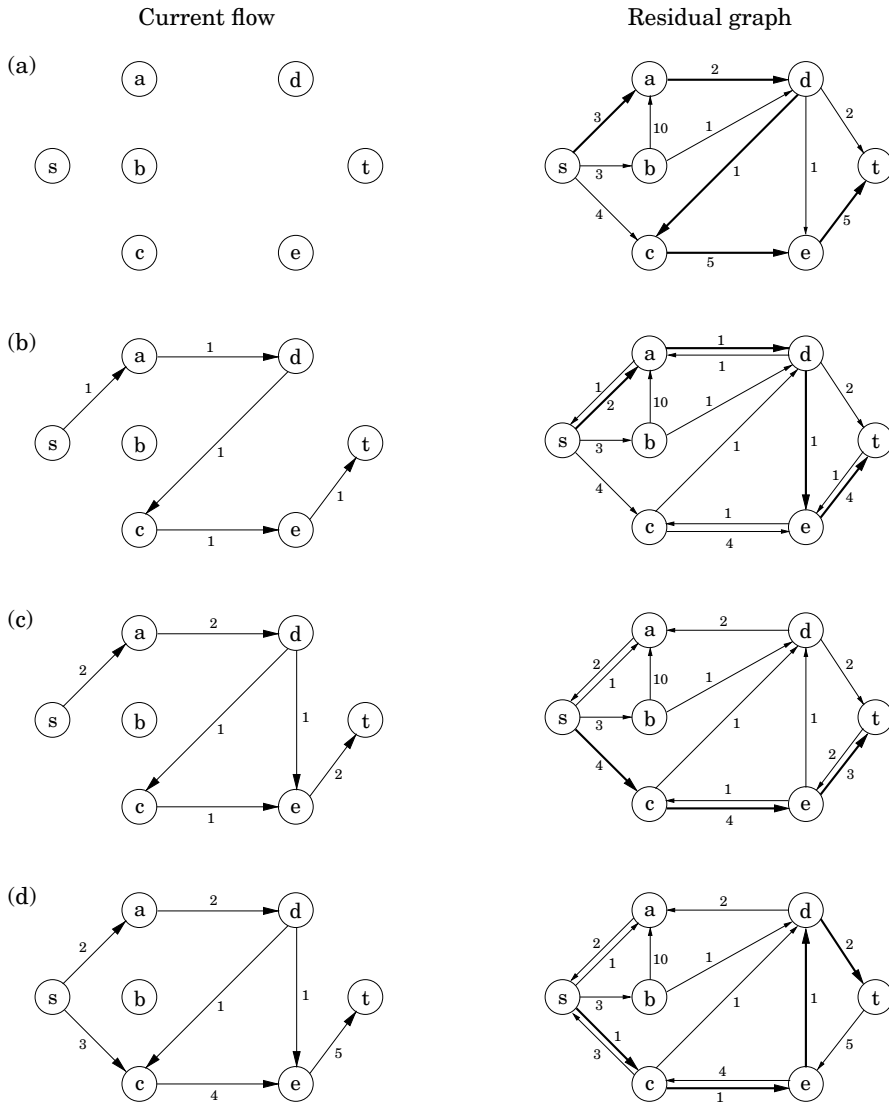 Current flow Residual graph
(a)
a d
s b t
c e
a 2 d
3 10 1 2
s 3 b t
4 1 1 5
c 5 e
(b)
a 1 d
1
s b t
1 1
c 1 e
a 1 d
1
1 2 10 1 2
s 3 b t
4 1 1 1 4
c 1 e
4
(c)
a 2 d
2
s b t
1 1 2
c 1 e
a 2 d
2 1 10 1 2
s 3 b t
4 1 1 2 3
c 1 e
4
(d)
a 2 d
2
s b t
3 1 1 5
c 4 e
a 2 d
2 1 10 1 2
s 3 b t
1 3 1 1 5
c 4 e
1